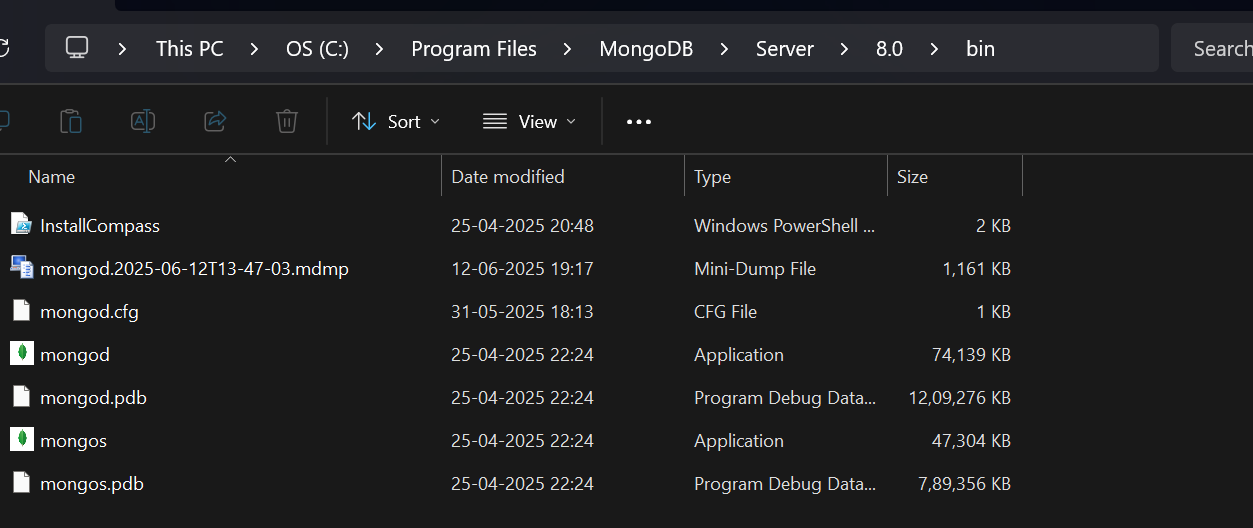 This PC > OS (C:) > Program Files > MongoDB > Server > 8.0 > bin
Search
Sort
View
Name Date modified Type Size
InstallCompass 25-04-2025 20:48 Windows PowerShell ... 2 KB
mongod.2025-06-12T13-47-03.mdmp 12-06-2025 19:17 Mini-Dump File 1,161 KB
mongod.cfg 31-05-2025 18:13 CFG File 1 KB
mongod 25-04-2025 22:24 Application 74,139 KB
mongod.pdb 25-04-2025 22:24 Program Debug Data... 12,09,276 KB
mongos 25-04-2025 22:24 Application 47,304 KB
mongos.pdb 25-04-2025 22:24 Program Debug Data... 7,89,356 KB